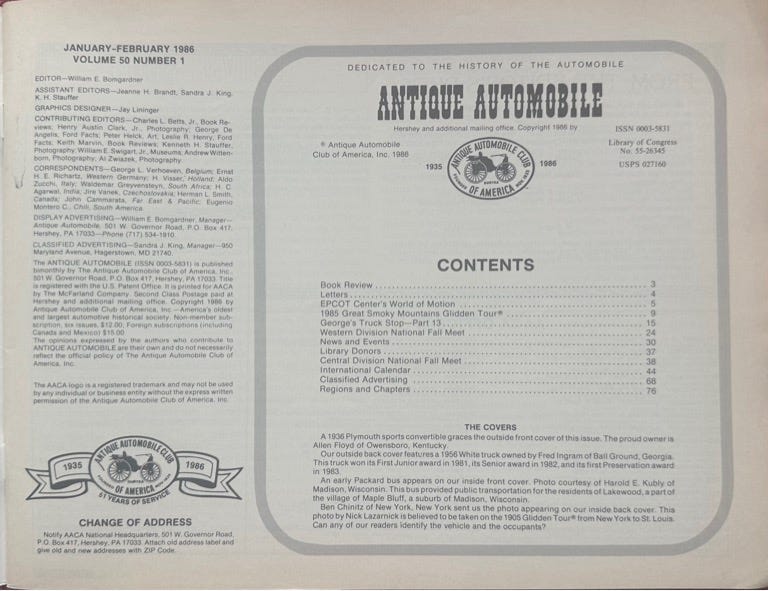 JANUARY-FEBRUARY 1986
VOLUME 50 NUMBER 1
EDITOR—William E. Bomgardner
ASSISTANT EDITORS—Jeanne H. Brandt, Sandra J. King,
K. H. Stauffer
GRAPHICS DESIGNER—Jay Lininger
CONTRIBUTING EDITORS—Charles L. Betts, Jr., Book Re-
views; Henry Austin Clark, Jr., Photography; George De
Angelis, Ford Facts; Peter Helck, Art; Leslie R. Henry, Ford
Facts; Keith Marvin, Book Reviews; Kenneth H. Stauffer,
Photography; William E. Swigart, Jr., Museums; Andrew Witten-
born, Photography; Al Zwiazek, Photography.
CORRESPONDENTS—George L. Verhoeven, Belgium; Ernst
H. E. Richartz, Western Germany; H. Visser, Holland; Aldo
Zucchi, Italy; Waldemar Greyvensteyn, South Africa; H. C.
Agarwal, India; Jire Vanek, Czechoslovakia; Herman L. Smith,
Canada; John Cammarata, Far East & Pacific; Eugenio
Montero C., Chili, South America.
DISPLAY ADVERTISING—William E. Bomgardner, Manager—
Antique Automobile, 501 W. Governor Road, P.O. Box 417,
Hershey, PA 17033—Phone (717) 534-1910.
CLASSIFIED ADVERTISING—Sandra J. King, Manager—950
Maryland Avenue, Hagerstown, MD 21740.
The ANTIQUE AUTOMOBILE (ISSN 0003-5831) is published
bimonthly by The Antique Automobile Club of America, Inc.,
501 W. Governor Road, P.O. Box 417, Hershey, PA 17033. Title
is registered with the U.S. Patent Office. It is printed for AACA
by The McFarland Company. Second Class Postage paid at
Hershey and additional mailing office. Copyright 1986 by
Antique Automobile Club of America, Inc.—America's oldest
and largest automotive historical society. Non-member sub-
scription, six issues, $12.00; Foreign subscriptions (including
Canada and Mexico) $15.00
The opinions expressed by the authors who contribute to
ANTIQUE AUTOMOBILE are their own and do not necessarily
reflect the official policy of The Antique Automobile Club of
America, Inc.
The AACA logo is a registered trademark and may not be used
by any individual or business entity without the express written
permission of the Antique Automobile Club of America, Inc.
ANTIQUE AUTOMOBILE CLUB
1935 1986
OF AMERICA
51 YEARS OF SERVICE
CHANGE OF ADDRESS
Notify AACA National Headquarters, 501 W. Governor Road,
P.O. Box 417, Hershey, PA 17033. Attach old address label and
give old and new addresses with ZIP Code.
DEDICATED TO THE HISTORY OF THE AUTOMOBILE
ANTIQUE AUTOMOBILE
Hershey and additional mailing office. Copyright 1986 by
® Antique Automobile
Club of America, Inc. 1986
1935 1986
ANTIQUE AUTOMOBILE CLUB
OF AMERICA
ISSN 0003-5831
Library of Congress
No. 55-26345
USPS 027160
CONTENTS
Book Review 3
Letters 4
EPCOT Center's World of Motion 5
1985 Great Smoky Mountains Glidden Tour® 9
George's Truck Stop—Part 13 15
Western Division National Fall Meet 24
News and Events 30
Library Donors 37
Central Division National Fall Meet 38
International Calendar 44
Classified Advertising 68
Regions and Chapters 76
THE COVERS
A 1936 Plymouth sports convertible graces the outside front cover of this issue. The proud owner is
Allen Floyd of Owensboro, Kentucky.
Our outside back cover features a 1956 White truck owned by Fred Ingram of Ball Ground, Georgia.
This truck won its First Junior award in 1981, its Senior award in 1982, and its first Preservation award
in 1983.
An early Packard bus appears on our inside front cover. Photo courtesy of Harold E. Kubly of
Madison, Wisconsin. This bus provided public transportation for the residents of Lakewood, a part of
the village of Maple Bluff, a suburb of Madison, Wisconsin.
Ben Chinitz of New York, New York sent us the photo appearing on our inside back cover. This
photo by Nick Lazarnick is believed to be taken on the 1905 Glidden Tour® from New York to St. Louis.
Can any of our readers identify the vehicle and the occupants?